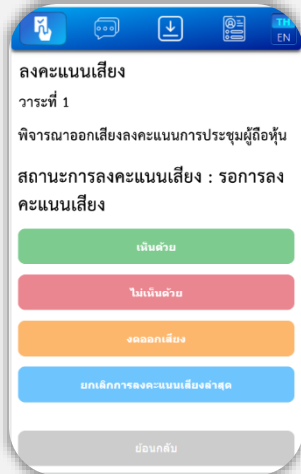 TH
EN
ลงคะแนนเสียง
วาระที่ 1
พิจารณาออกเสียงลงคะแนนการประชุมผู้ถือหุ้น
สถานะการลงคะแนนเสียง : รอการลง
คะแนนเสียง
เห็นด้วย
ไม่เห็นด้วย
งดออกเสียง
ยกเลิกการลงคะแนนเสียงล่าสุด
ย้อนกลับ